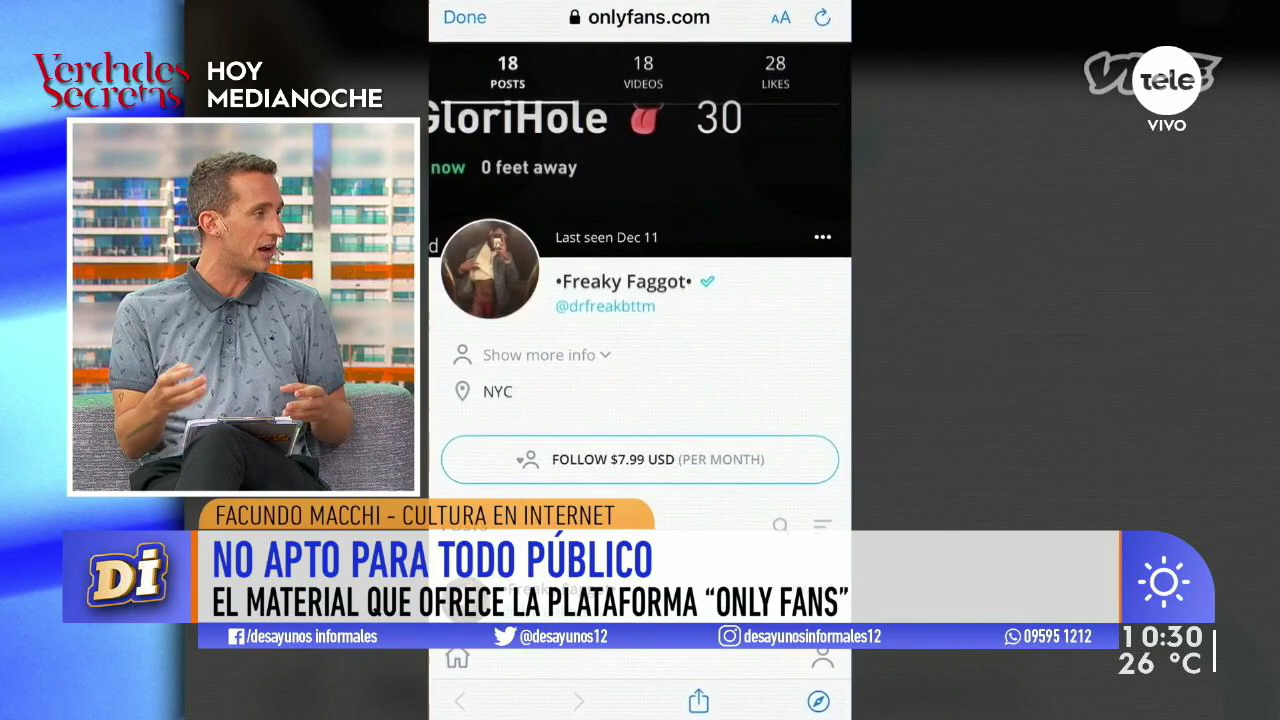 Verdades
Secretas
HOY
MEDIANOCHE
Done
onlyfans.com
AA
18
POSTS
18
VIDEOS
28
LIKES
GloriHole 👅 30
now 0 feet away
Last seen Dec 11
•Freaky Faggot•
@drfreakbttm
Show more info
NYC
FOLLOW $7.99 USD (PER MONTH)
VICE
tele
VIVO
FACUNDO MACCHI - CULTURA EN INTERNET
Di
NO APTO PARA TODO PÚBLICO
EL MATERIAL QUE OFRECE LA PLATAFORMA “ONLY FANS”
/desayunos informales
@desayunos12
desayunosinformales12
09595 1212
10:30
26 °C